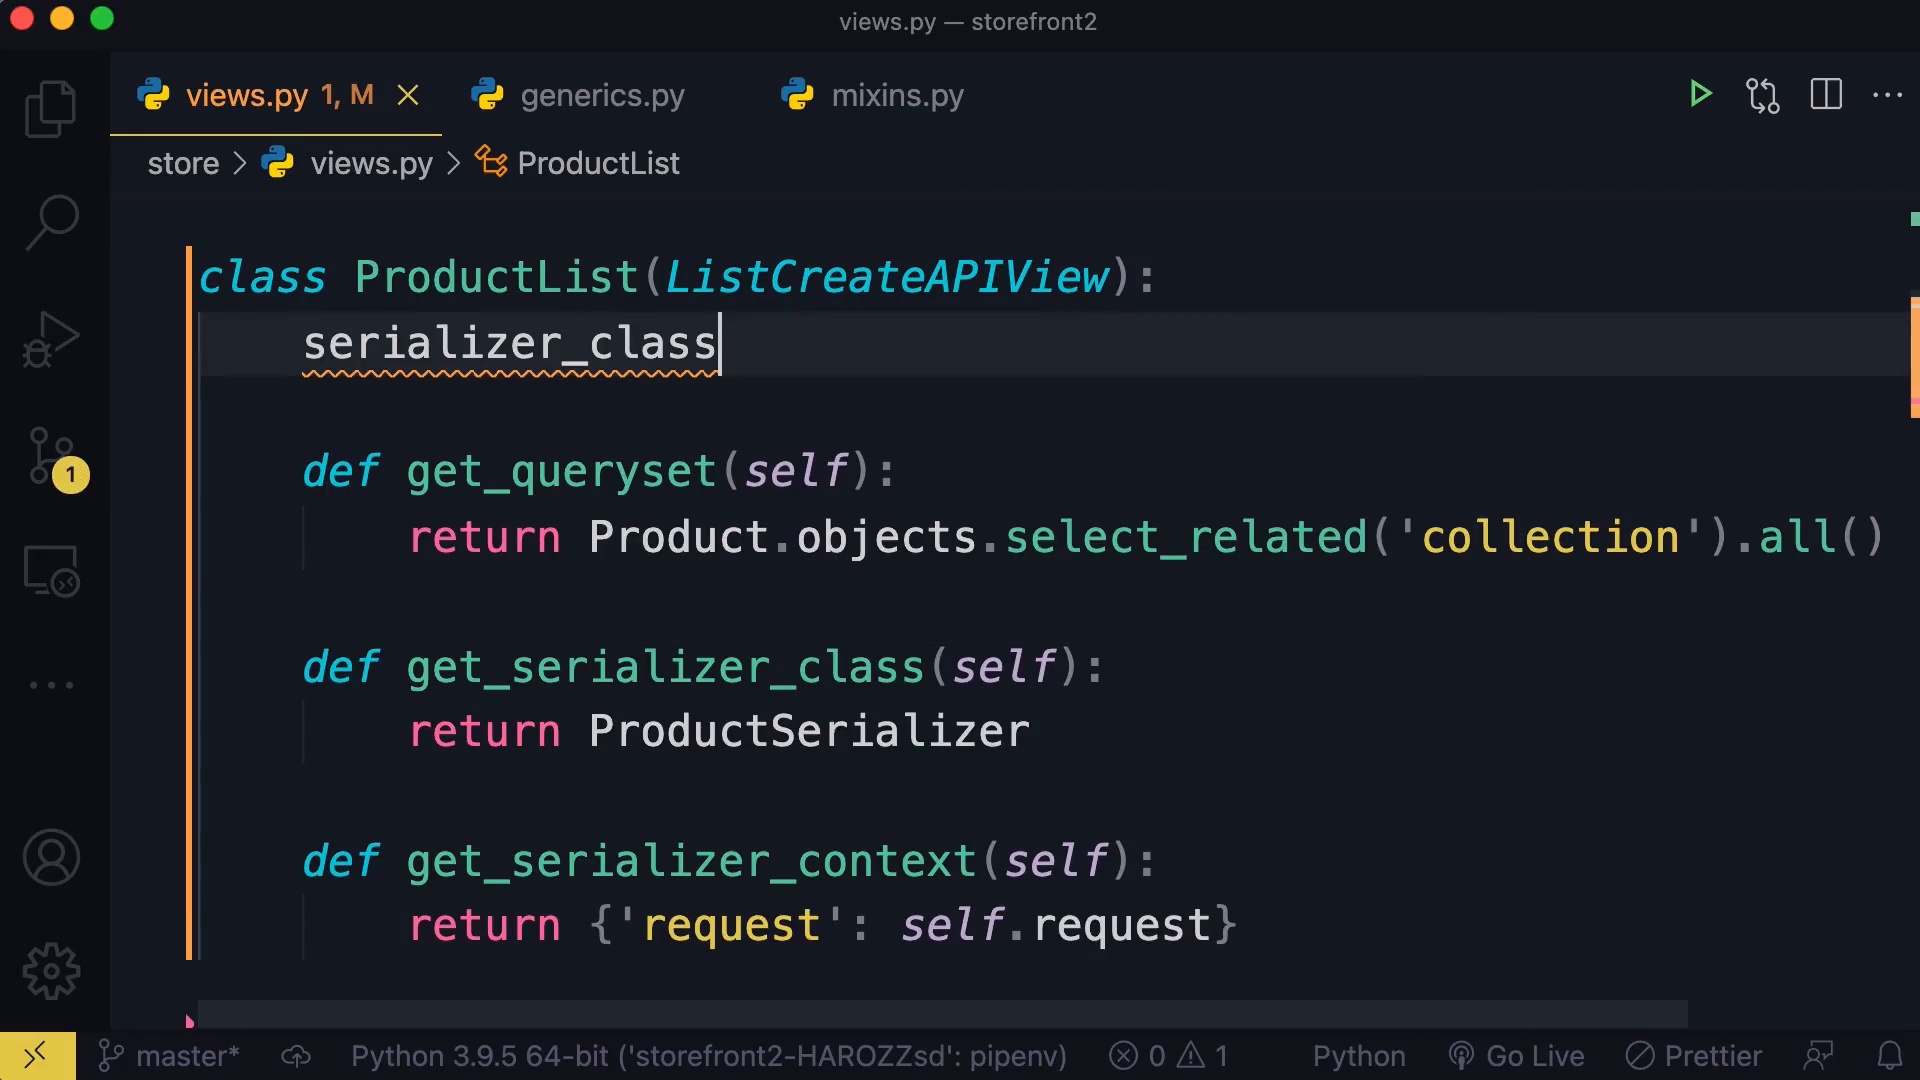 views.py — storefront2
views.py 1, M
generics.py
mixins.py
store > views.py > ProductList
class ProductList(ListCreateAPIView):
serializer_class
def get_queryset(self):
return Product.objects.select_related('collection').all()
def get_serializer_class(self):
return ProductSerializer
def get_serializer_context(self):
return {'request': self.request}
1
master* Python 3.9.5 64-bit ('storefront2-HAROZZsd': pipenv) 0 1 Python Go Live Prettier